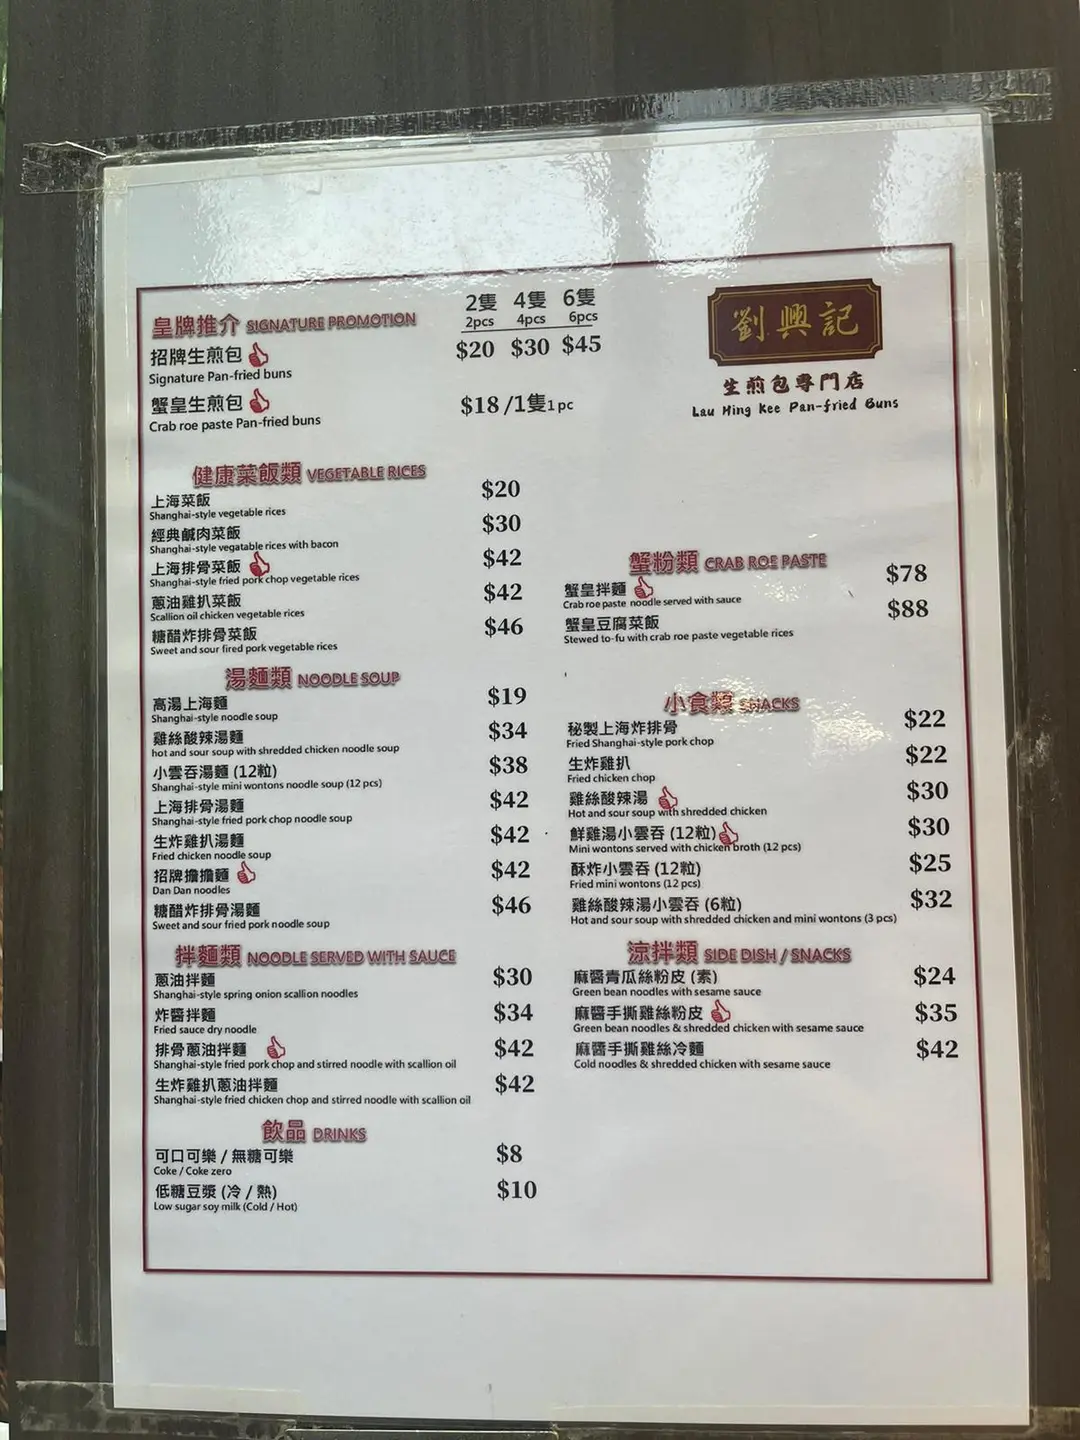 皇牌推介 SIGNATURE PROMOTION
2隻 4隻 6隻
2pcs 4pcs 6pcs
招牌生煎包 $20 $30 $45
Signature Pan-fried buns
蟹皇生煎包 $18 /1隻 1 pc
Crab roe paste Pan-fried buns
劉興記
生煎包專門店
Lau Hing Kee Pan-fried Buns
健康菜飯類 VEGETABLE RICES
上海菜飯 $20
Shanghai-style vegetable rices
經典鹹肉菜飯 $30
Shanghai-style vegatable rices with bacon
上海排骨菜飯 $42
Shanghai-style fried pork chop vegetable rices
蔥油雞扒菜飯 $42
Scallion oil chicken vegetable rices
糖醋炸排骨菜飯 $46
Sweet and sour fired pork vegetable rices
湯麵類 NOODLE SOUP
高湯上海麵 $19
Shanghai-style noodle soup
雞絲酸辣湯麵 $34
hot and sour soup with shredded chicken noodle soup
小雲吞湯麵 (12粒) $38
Shanghai-style mini wontons noodle soup (12 pcs)
上海排骨湯麵 $42
Shanghai-style fried pork chop noodle soup
生炸雞扒湯麵 $42
Fried chicken noodle soup
招牌擔擔麵 $42
Dan Dan noodles
糖醋炸排骨湯麵 $46
Sweet and sour fried pork noodle soup
拌麵類 NOODLE SERVED WITH SAUCE
蔥油拌麵 $30
Shanghai-style spring onion scallion noodles
炸醬拌麵 $34
Fried sauce dry noodle
排骨蔥油拌麵 $42
Shanghai-style fried pork chop and stirred noodle with scallion oil
生炸雞扒蔥油拌麵 $42
Shanghai-style fried chicken chop and stirred noodle with scallion oil
飲品 DRINKS
可口可樂 / 無糖可樂 $8
Coke / Coke zero
低糖豆漿 (冷 / 熱) $10
Low sugar soy milk (Cold / Hot)
蟹粉類 CRAB ROE PASTE
蟹皇拌麵 $78
Crab roe paste noodle served with sauce
蟹皇豆腐菜飯 $88
Stewed to-fu with crab roe paste vegetable rices
小食類 SNACKS
秘製上海炸排骨 $22
Fried Shanghai-style pork chop
生炸雞扒 $22
Fried chicken chop
雞絲酸辣湯 $30
Hot and sour soup with shredded chicken
鮮雞湯小雲吞 (12粒) $30
Mini wontons served with chicken broth (12 pcs)
酥炸小雲吞 (12粒) $25
Fried mini wontons (12 pcs)
雞絲酸辣湯小雲吞 (6粒) $32
Hot and sour soup with shredded chicken and mini wontons (3 pcs)
涼拌類 SIDE DISH / SNACKS
麻醬青瓜絲粉皮 (素) $24
Green bean noodles with sesame sauce
麻醬手撕雞絲粉皮 $35
Green bean noodles & shredded chicken with sesame sauce
麻醬手撕雞絲冷麵 $42
Cold noodles & shredded chicken with sesame sauce